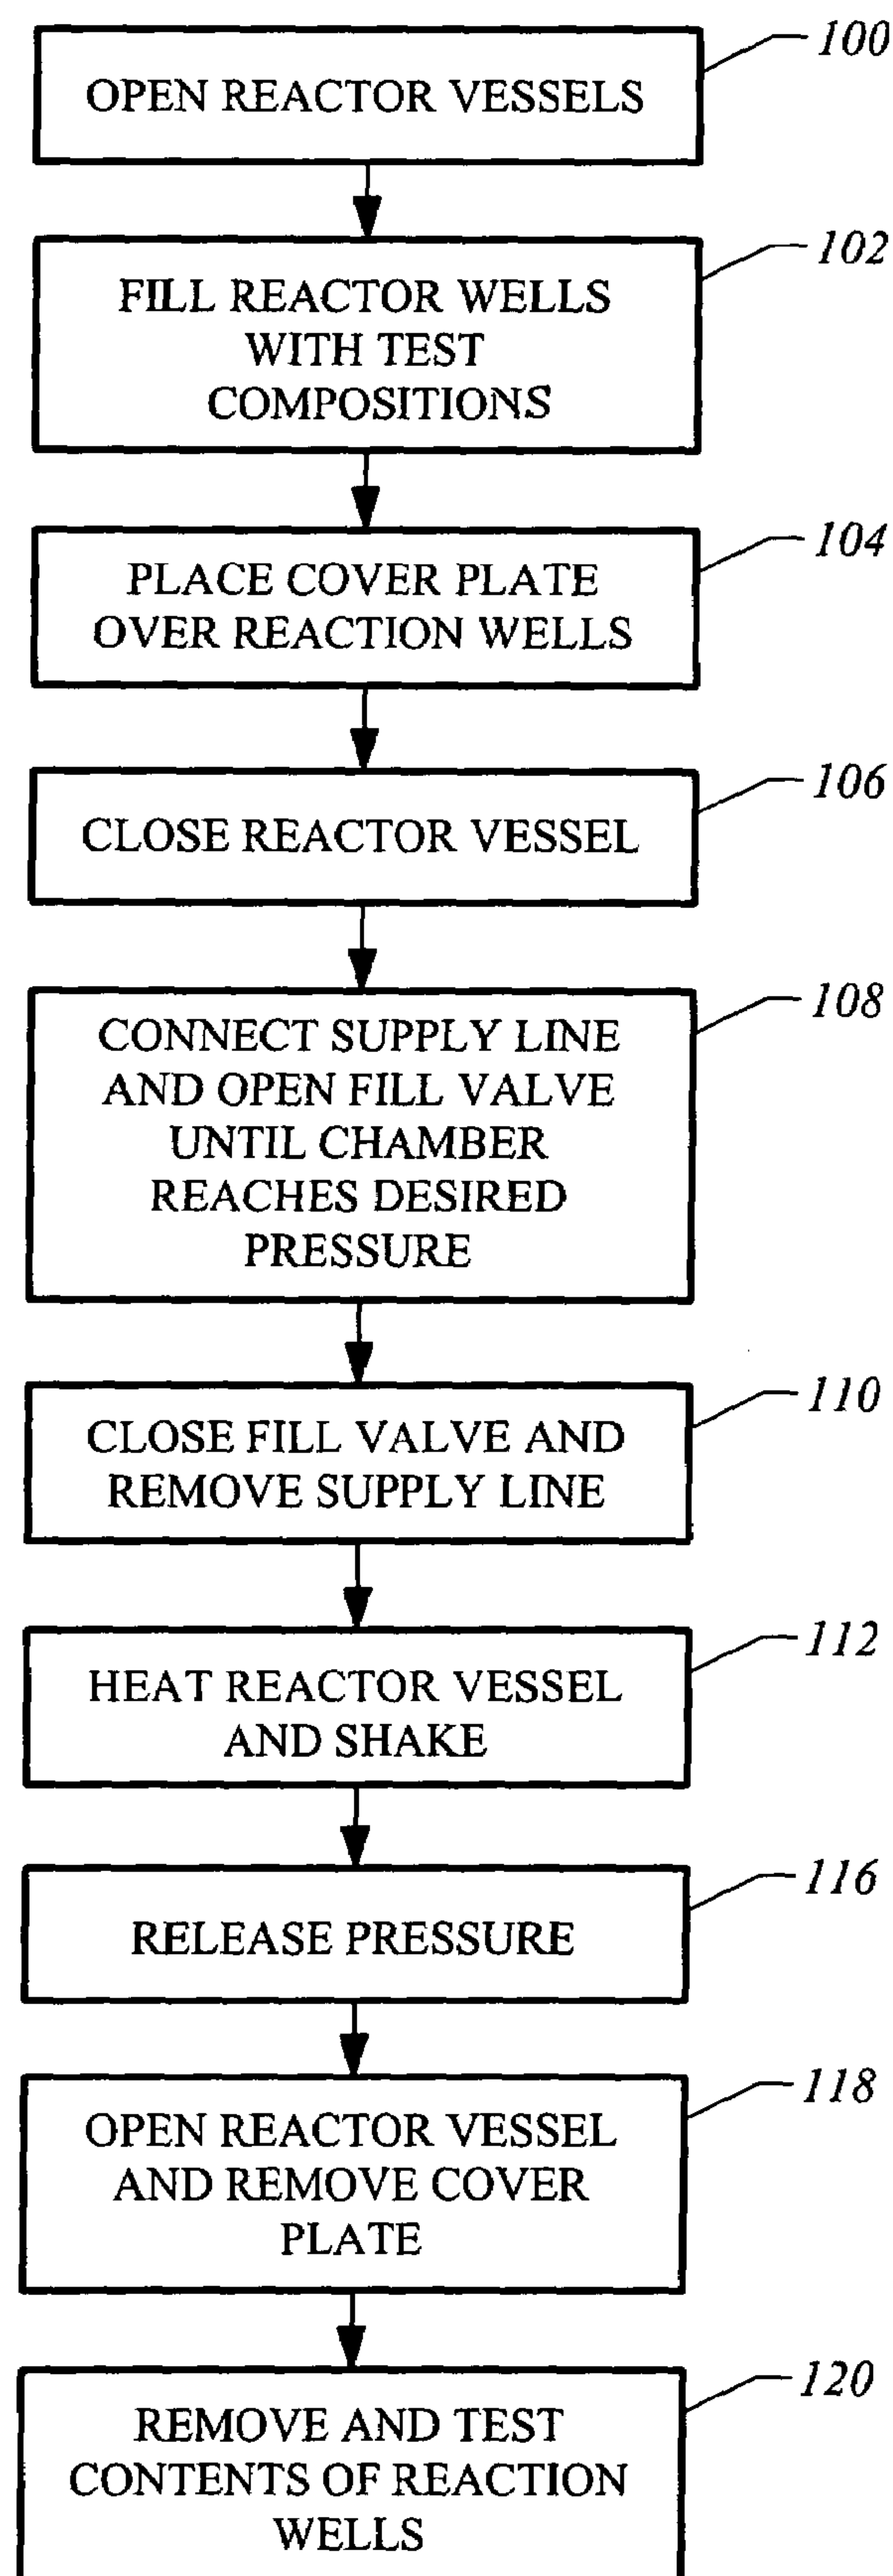 100
OPEN REACTOR VESSELS
102
FILL REACTOR WELLS
WITH TEST
COMPOSITIONS
104
PLACE COVER PLATE
OVER REACTION WELLS
106
CLOSE REACTOR VESSEL
108
CONNECT SUPPLY LINE
AND OPEN FILL VALVE
UNTIL CHAMBER
REACHES DESIRED
PRESSURE
110
CLOSE FILL VALVE AND
REMOVE SUPPLY LINE
112
HEAT REACTOR VESSEL
AND SHAKE
116
RELEASE PRESSURE
118
OPEN REACTOR VESSEL
AND REMOVE COVER
PLATE
120
REMOVE AND TEST
CONTENTS OF REACTION
WELLS